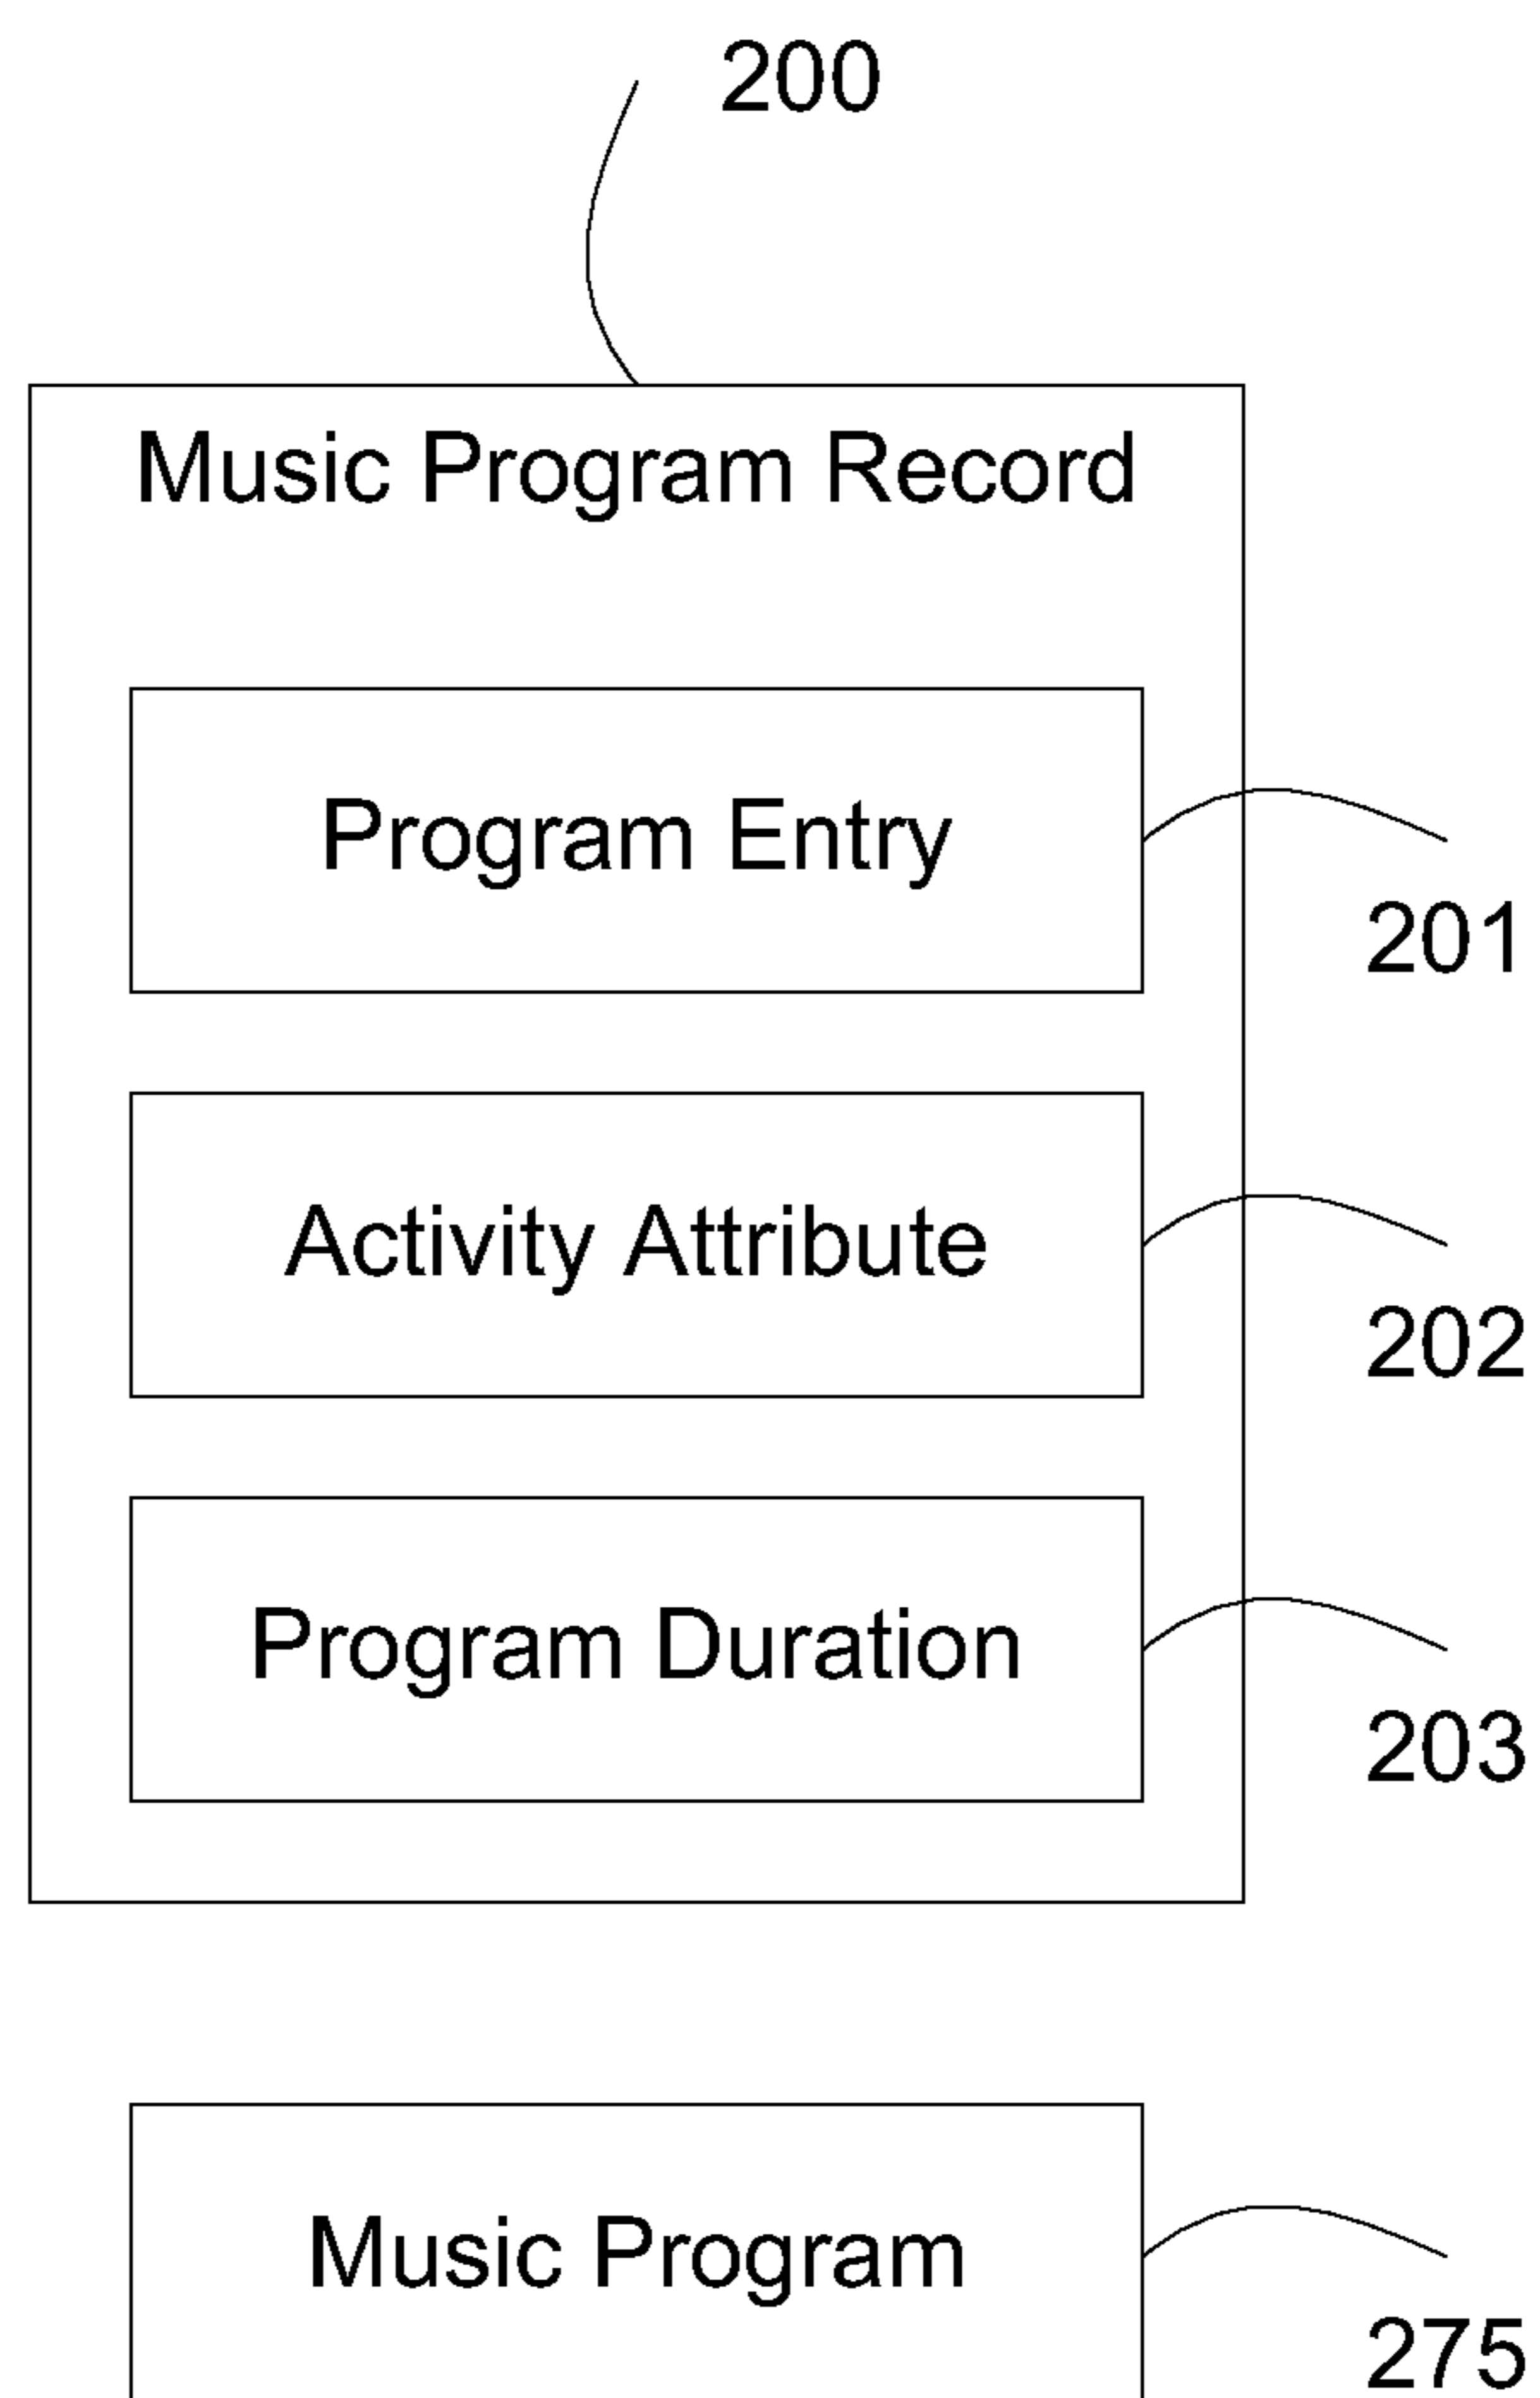 200
Music Program Record
Program Entry
201
Activity Attribute
202
Program Duration
203
Music Program
275